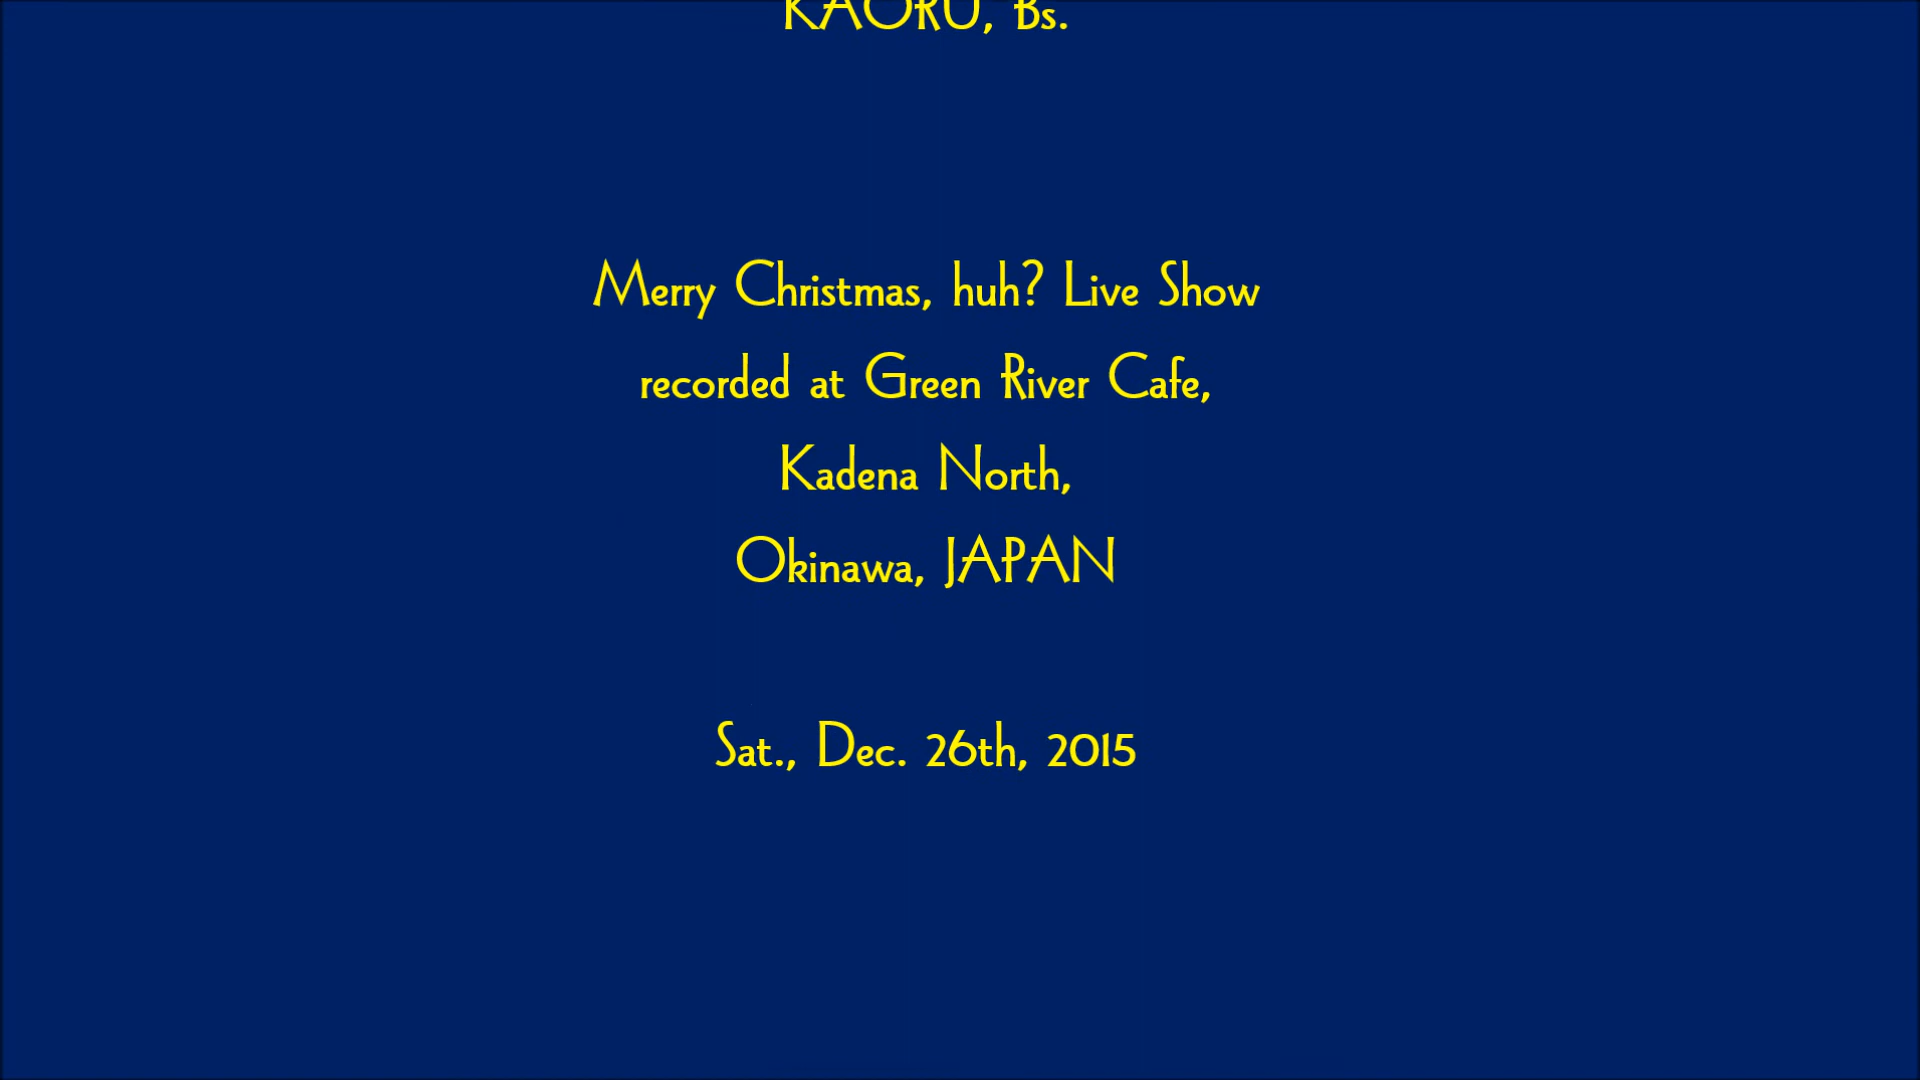 KAORU, Bs.
Merry Christmas, huh? Live Show
recorded at Green River Cafe,
Kadena North,
Okinawa, JAPAN
Sat., Dec. 26th, 2015